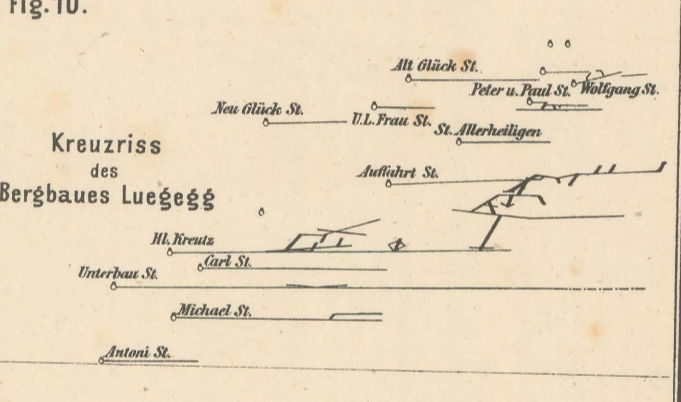 Fig. 10.
Alt Glück St.
Peter u. Paul St. Wolfgang St.
Neu Glück St.
U.L. Frau St.
St. Allerheiligen
Kreuzriss
des
Bergbaues Luegegg
Auffahrt St.
Hl. Kreutz
Carl St.
Unterbau St.
Michael St.
Antoni St.